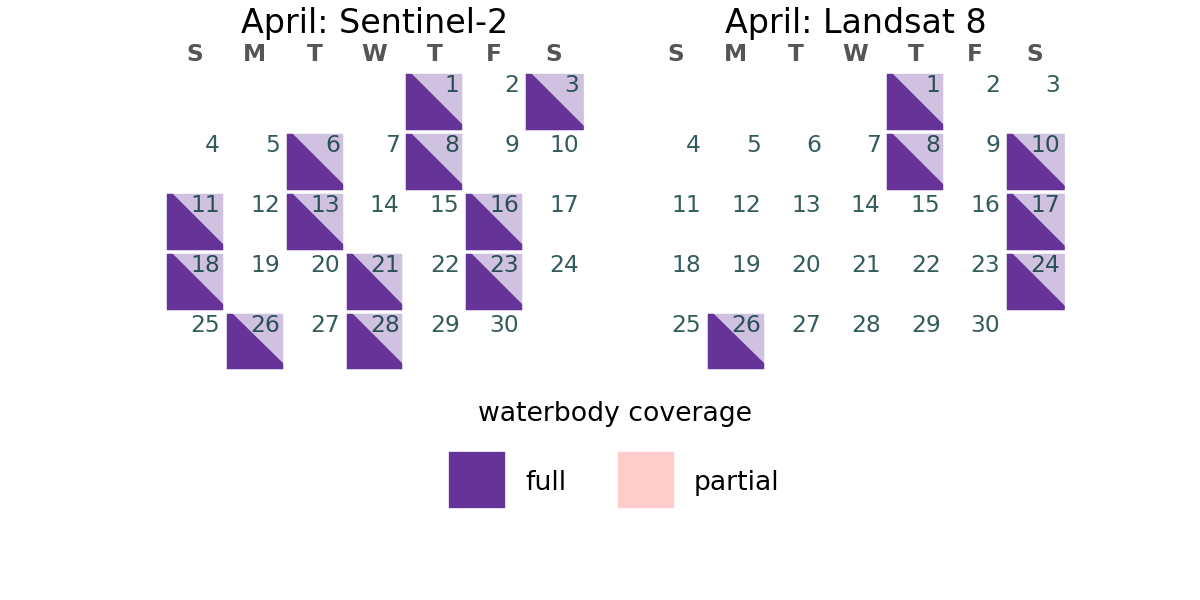 April: Sentinel-2
S M T W T F S
1 2 3
4 5 6 7 8 9 10
11 12 13 14 15 16 17
18 19 20 21 22 23 24
25 26 27 28 29 30
April: Landsat 8
S M T W T F S
1 2 3
4 5 6 7 8 9 10
11 12 13 14 15 16 17
18 19 20 21 22 23 24
25 26 27 28 29 30
waterbody coverage
full partial